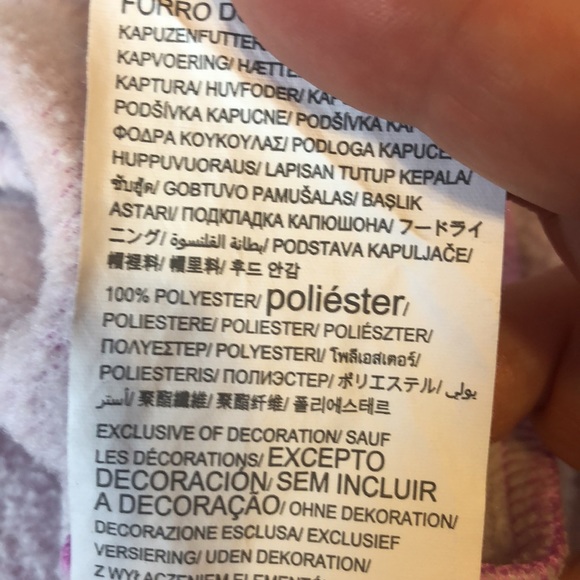 FORRO
KAPUZENFUTTER
KAPVOERING/ HÆTTE
KAPTURA/ HUVFODER/
PODŠÍVKA KAPUCNE/ PODŠÍVKA
ΦΟΔΡΑ ΚΟΥΚΟΥΛΑΣ/ PODLOGA KAPUCE/
HUPPUVUORAUS/ LAPISAN TUTUP KEPALA/
ซับฮู้ด/ GOBTUVO PAMUŠALAS/ BAŞLIK
ASTARI/ ПОДКЛАДКА КАПЮШОНА/ フードライ
ニング/ بطانة القلنسوة/ PODSTAVA KAPULJAČE/
帽裡料/ 帽里料/ 후드 안감
100% POLYESTER/ poliéster/
POLIESTERE/ POLIESTER/ POLIÉSZTER/
ΠΟΛΥΕΣΤΕΡ/ POLYESTERI/ โพลีเอสเตอร์/
POLIESTERIS/ ПОЛИЭСТЕР/ ポリエステル/ بولي
أستر/ 聚酯纖維/ 聚酯纤维/ 폴리에스테르
EXCLUSIVE OF DECORATION/ SAUF
LES DÉCORATIONS/ EXCEPTO
DECORACIÓN/ SEM INCLUIR
A DECORAÇÃO/ OHNE DEKORATION/
DECORAZIONE ESCLUSA/ EXCLUSIEF
VERSIERING/ UDEN DEKORATION/
Z WYŁĄCZENIEM